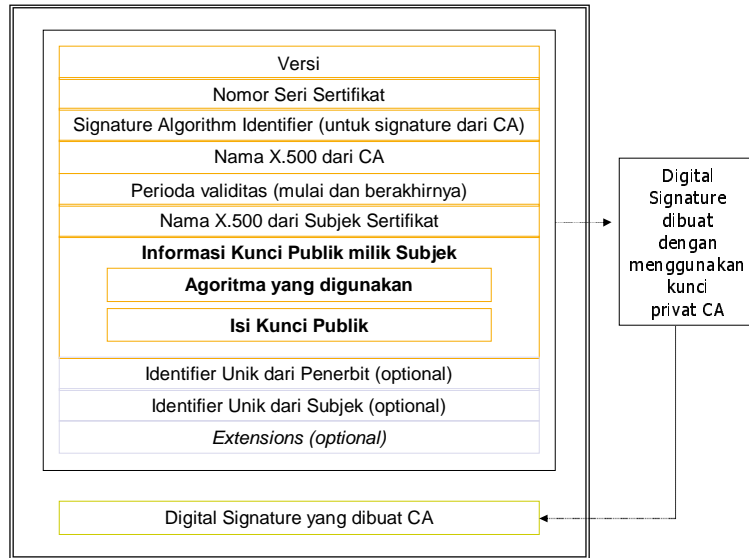 Versi
Nomor Seri Sertifikat
Signature Algorithm Identifier (untuk signature dari CA)
Nama X.500 dari CA
Perioda validitas (mulai dan berakhirnya)
Nama X.500 dari Subjek Sertifikat
Informasi Kunci Publik milik Subjek
Agoritma yang digunakan
Isi Kunci Publik
Identifier Unik dari Penerbit (optional)
Identifier Unik dari Subjek (optional)
Extensions (optional)
Digital Signature yang dibuat CA
Digital
Signature
dibuat
dengan
menggunakan
kunci
privat CA